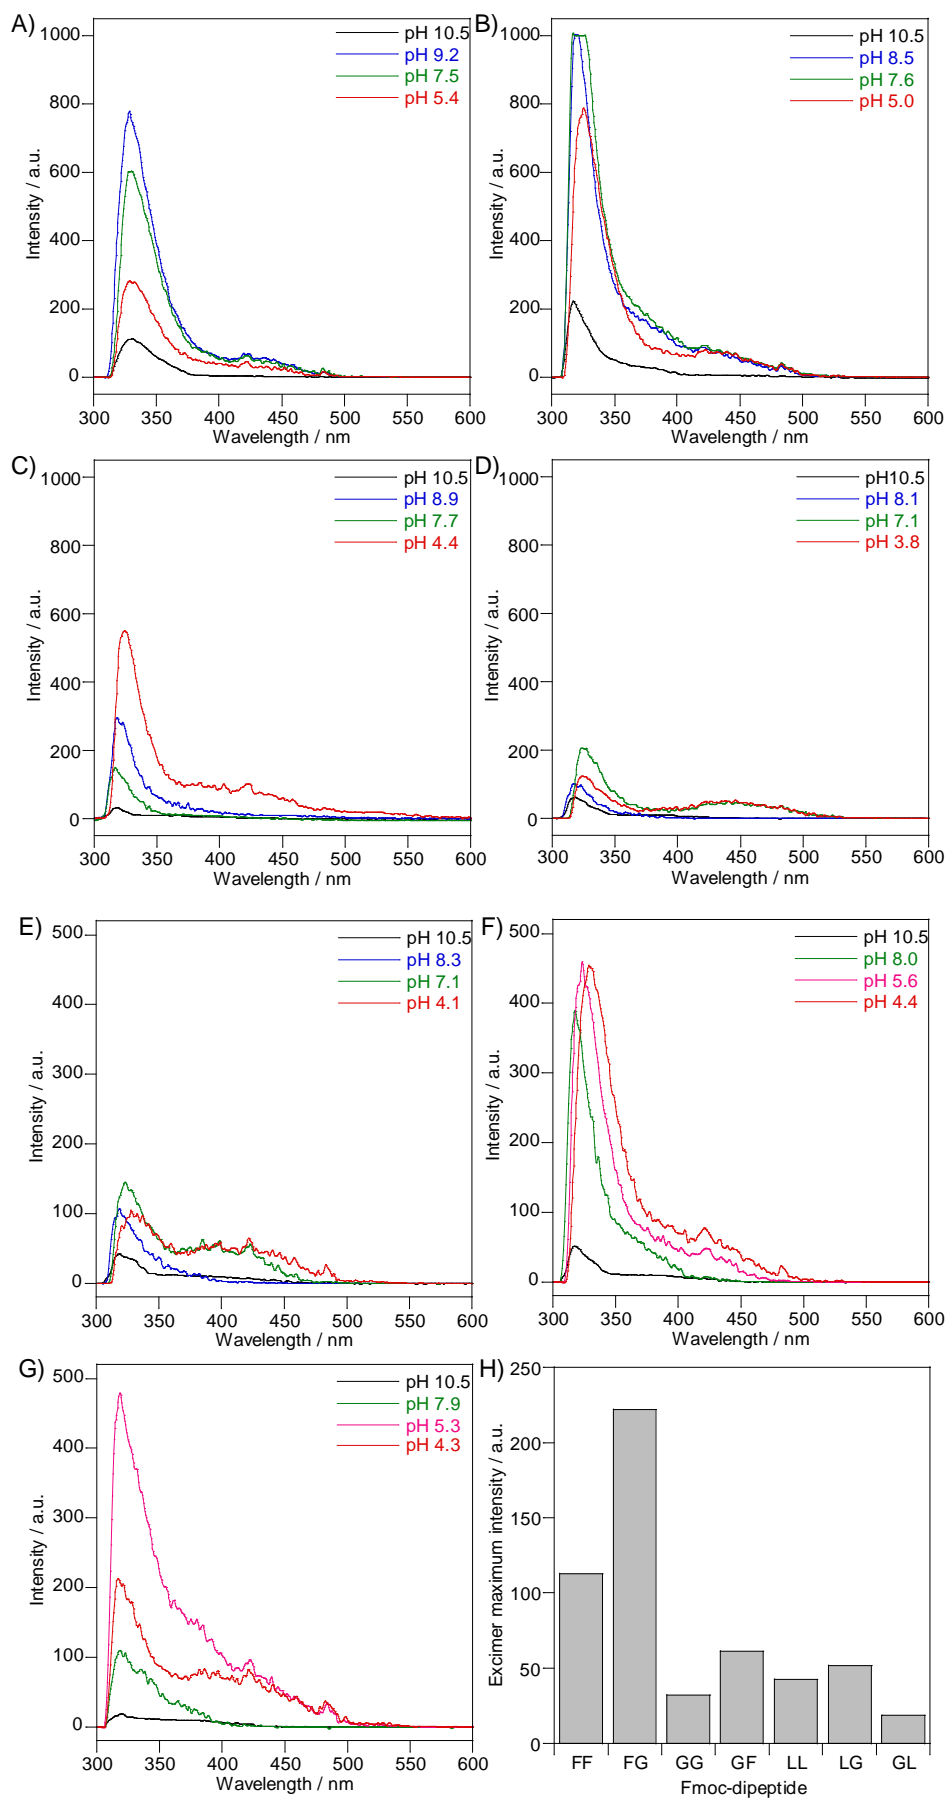 A)
1000
800
600
400
200
0
Intensity / a.u.
pH 10.5
pH 9.2
pH 7.5
pH 5.4
300 350 400 450 500 550 600
Wavelength / nm
B)
1000
800
600
400
200
0
Intensity / a.u.
pH 10.5
pH 8.5
pH 7.6
pH 5.0
300 350 400 450 500 550 600
Wavelength / nm
C)
1000
800
600
400
200
0
Intensity / a.u.
pH 10.5
pH 8.9
pH 7.7
pH 4.4
300 350 400 450 500 550 600
Wavelength / nm
D)
1000
800
600
400
200
0
Intensity / a.u.
pH10.5
pH 8.1
pH 7.1
pH 3.8
300 350 400 450 500 550 600
Wavelength / nm
E)
500
400
300
200
100
0
Intensity / a.u.
pH 10.5
pH 8.3
pH 7.1
pH 4.1
300 350 400 450 500 550 600
Wavelength / nm
F)
500
400
300
200
100
0
Intensity / a.u.
pH 10.5
pH 8.0
pH 5.6
pH 4.4
300 350 400 450 500 550 600
Wavelength / nm
G)
500
400
300
200
100
0
Intensity / a.u.
pH 10.5
pH 7.9
pH 5.3
pH 4.3
300 350 400 450 500 550 600
Wavelength / nm
H)
250
200
150
100
50
0
Excimer maximum intensity / a.u.
FF FG GG GF LL LG GL
Fmoc-dipeptide